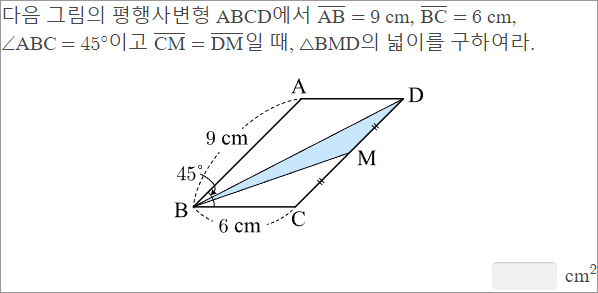 다음 그림의 평행사변형 ABCD에서 AB = 9 cm, BC = 6 cm,
∠ABC = 45°이고 CM = DM일 때, △BMD의 넓이를 구하여라.
A
D
9 cm
M
45°
B
6 cm
C
cm²